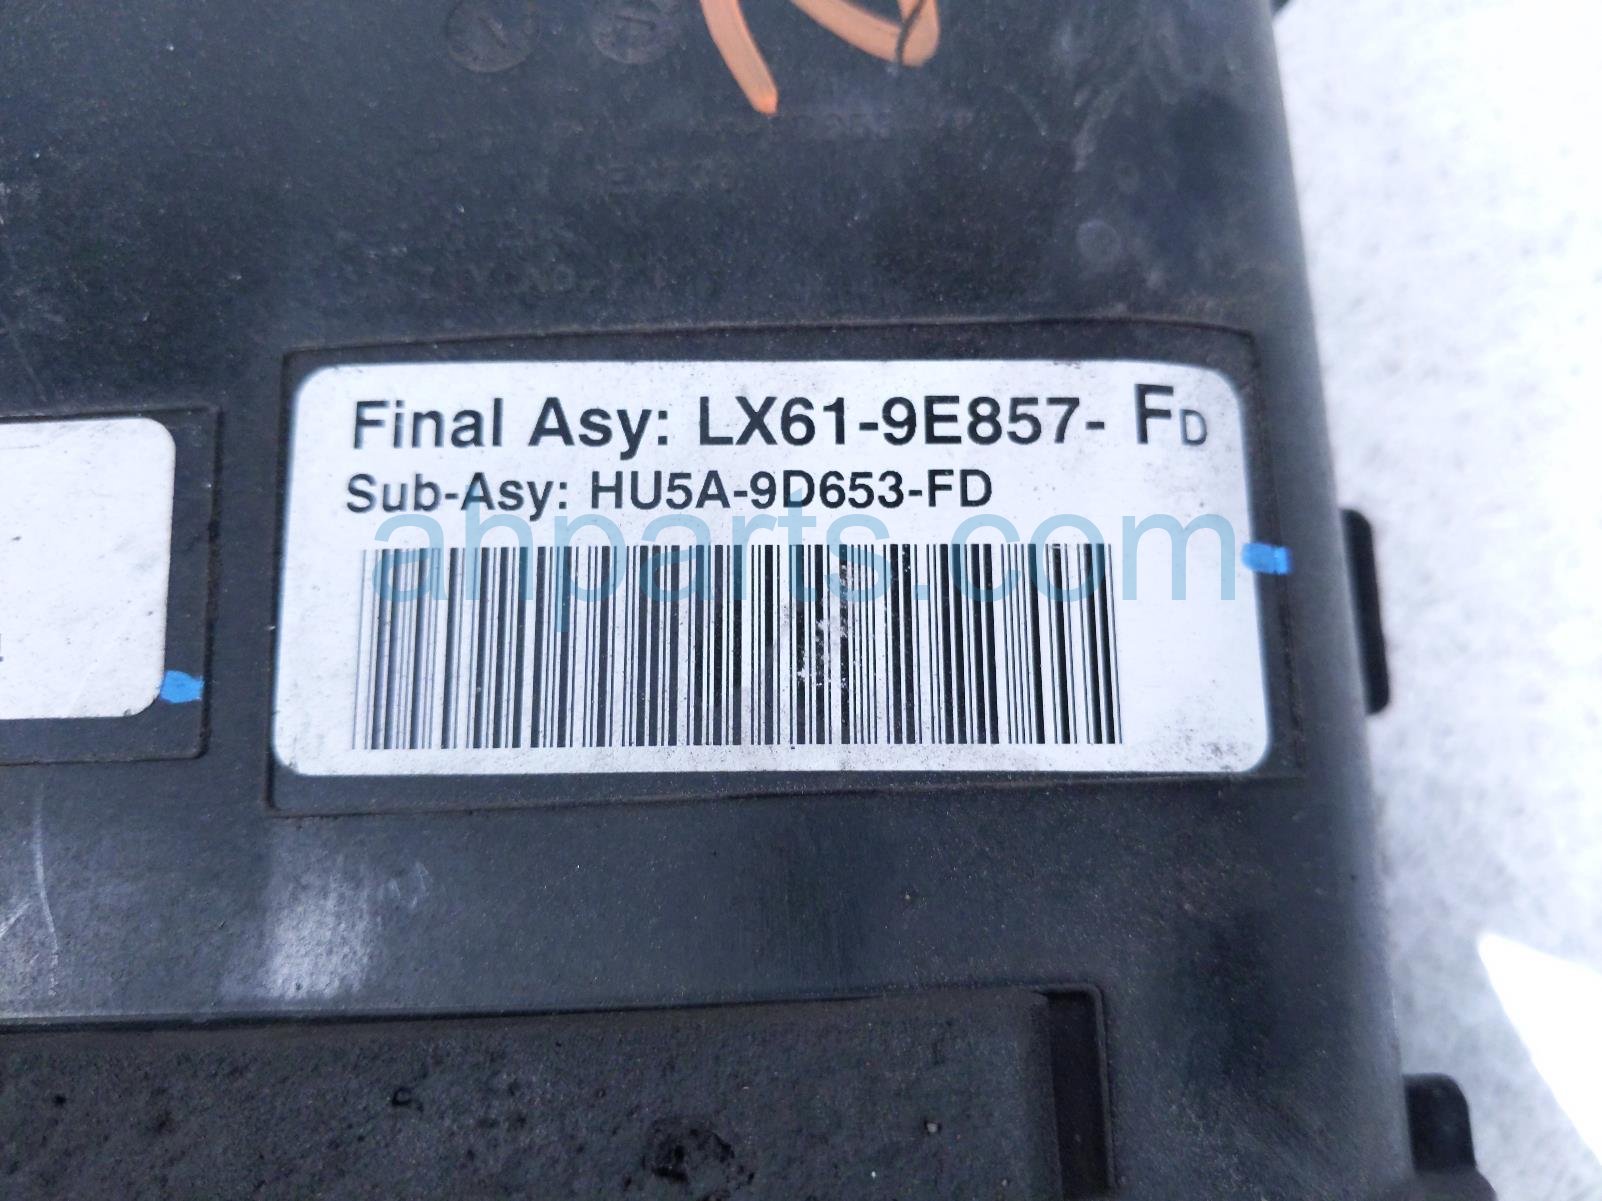 Final Asy: LX61-9E857- FD
Sub-Asy: HU5A-9D653-FD
ahparts.com